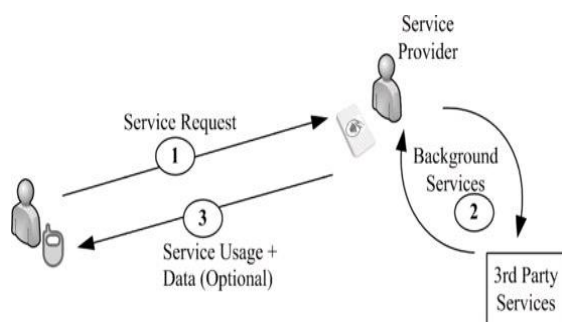 Service
Provider
Service Request
1
Background
Services
2
3
Service Usage +
Data (Optional)
3rd Party
Services